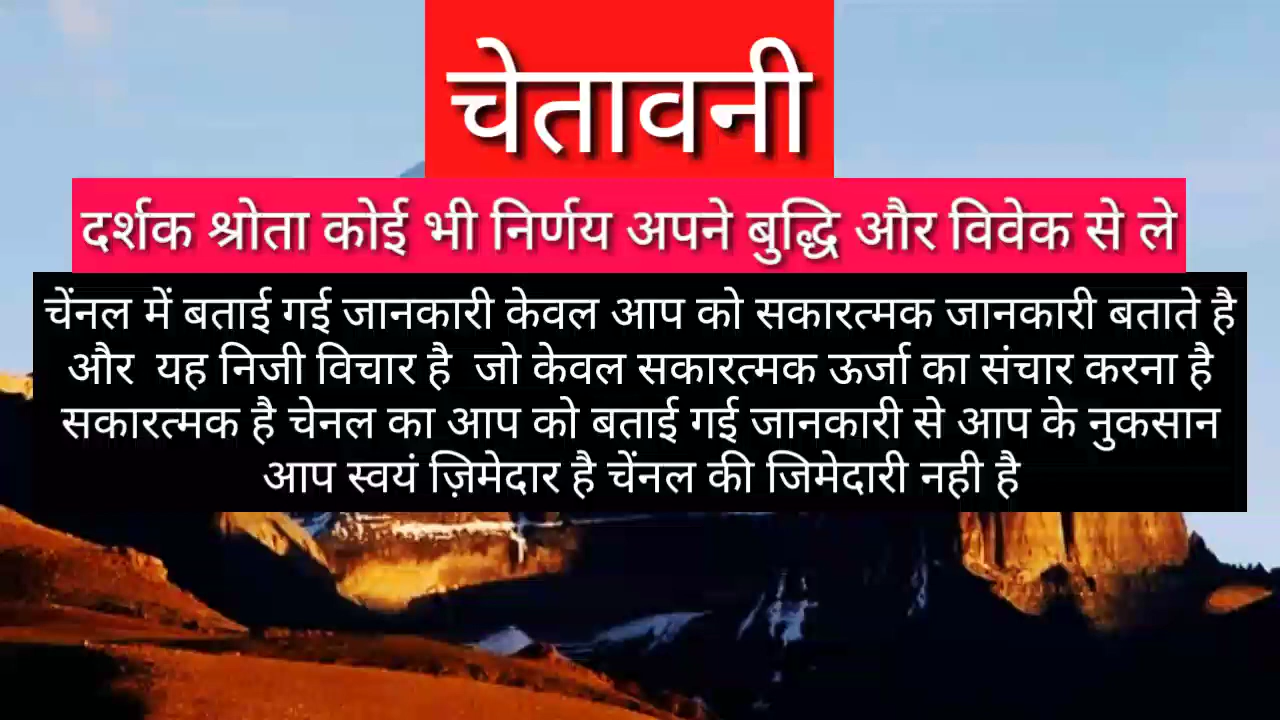 चेतावनी
दर्शक श्रोता कोई भी निर्णय अपने बुद्धि और विवेक से ले
चेंनल में बताई गई जानकारी केवल आप को सकारत्मक जानकारी बताते है
और यह निजी विचार है जो केवल सकारत्मक ऊर्जा का संचार करना है
सकारत्मक है चेनल का आप को बताई गई जानकारी से आप के नुकसान
आप स्वयं ज़िमेदार है चेंनल की जिमेदारी नही है